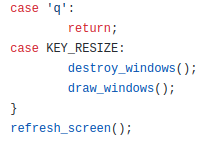 case 'q':
        return;
case KEY_RESIZE:
        destroy_windows();
        draw_windows();
}
refresh_screen();